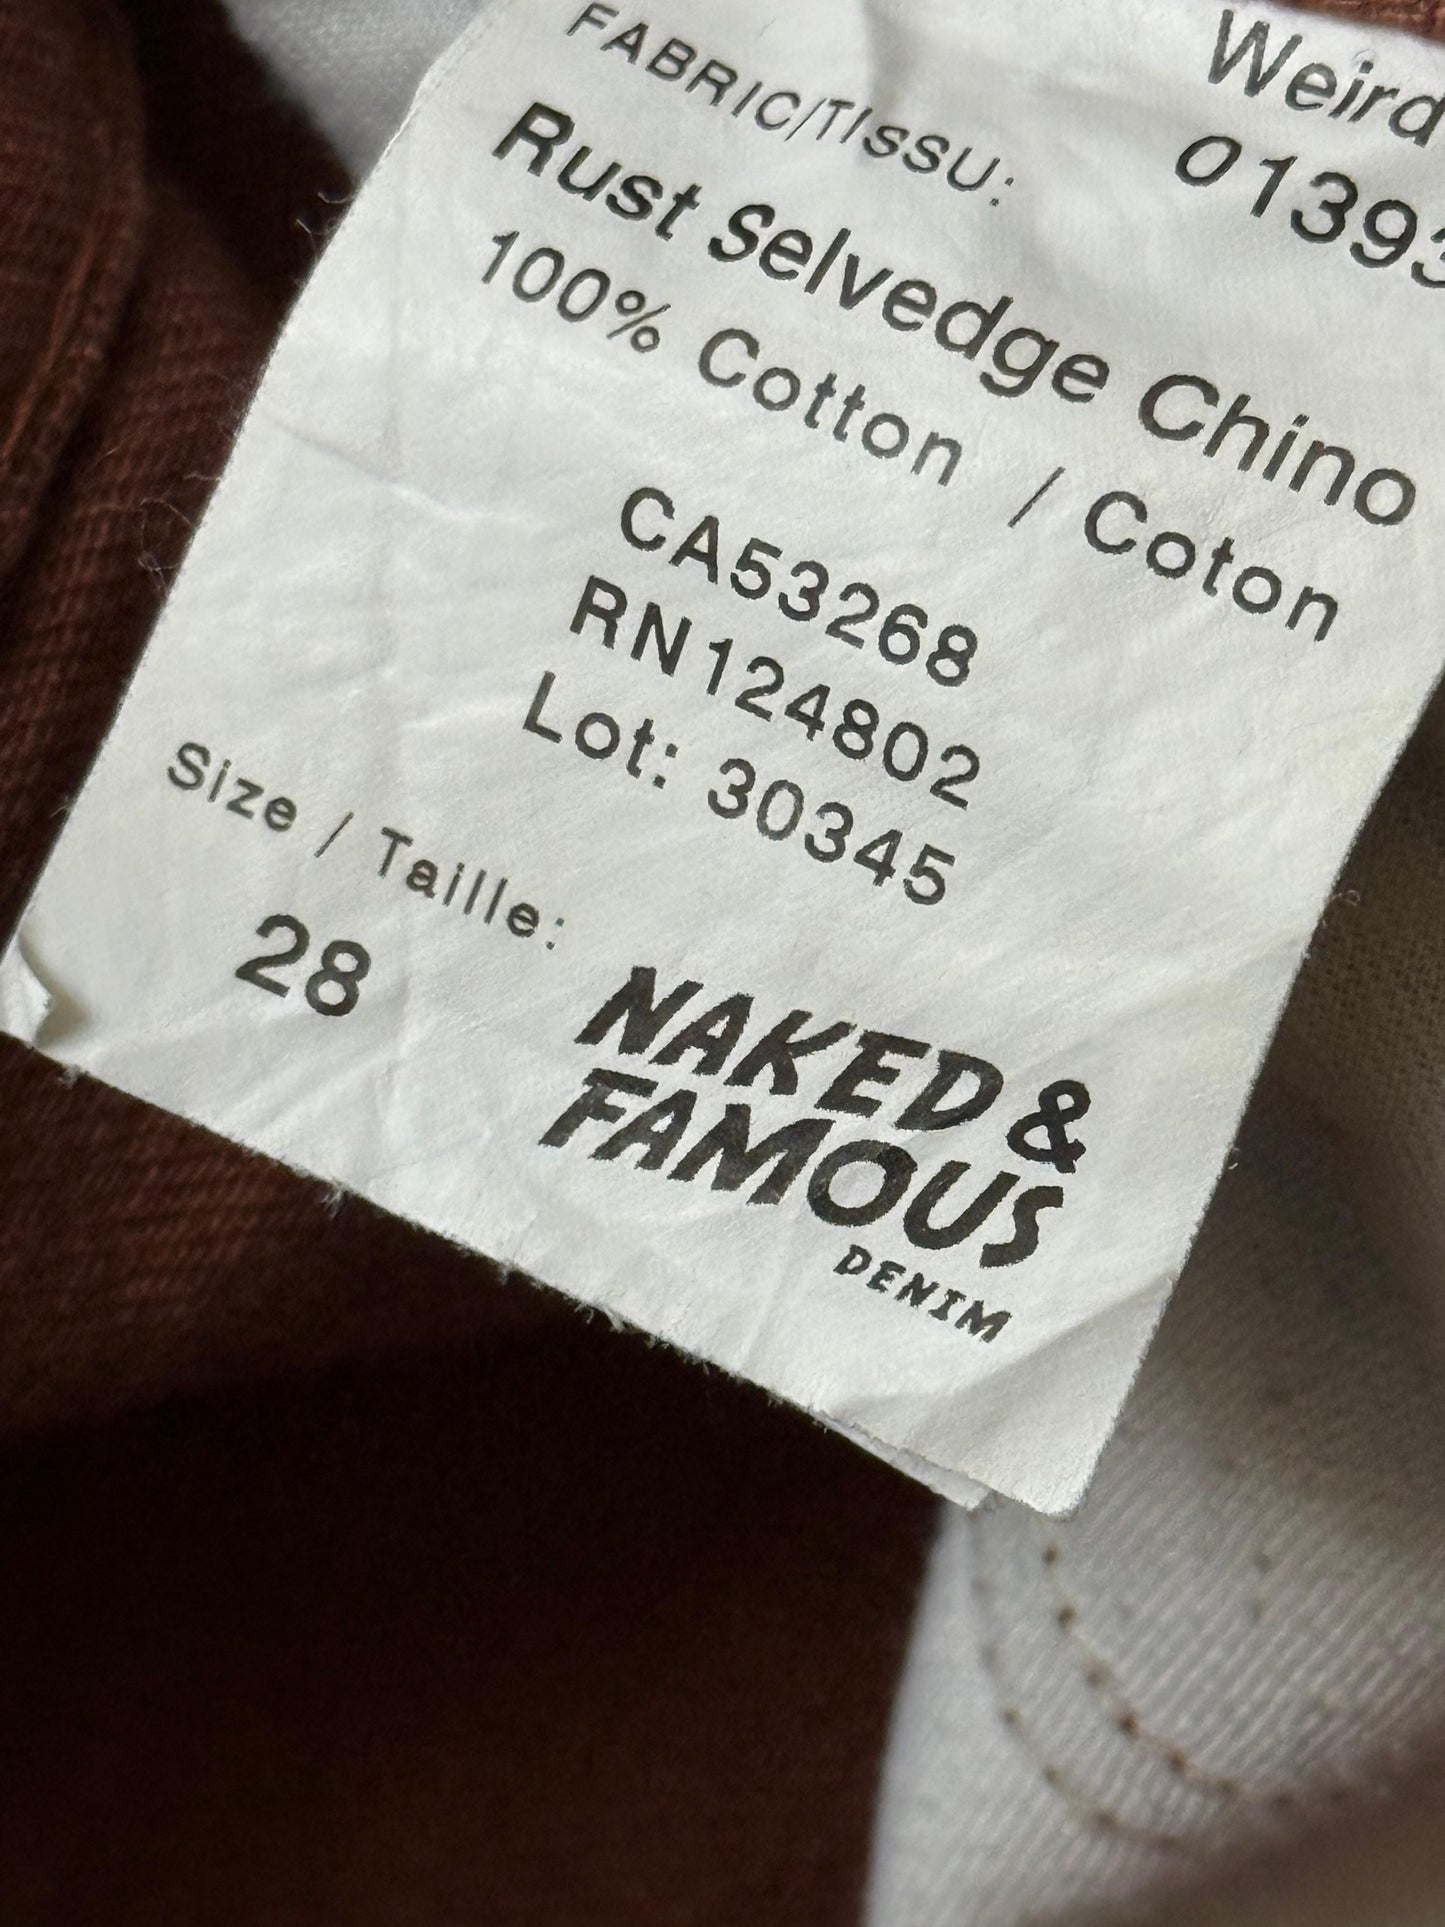 Weird
FABRIC/TISSU:
Rust Selvedge Chino
100% Cotton / Coton
CA53268
RN124802
Lot: 30345
Size / Taille:
28
NAKED &
FAMOUS
DENIM